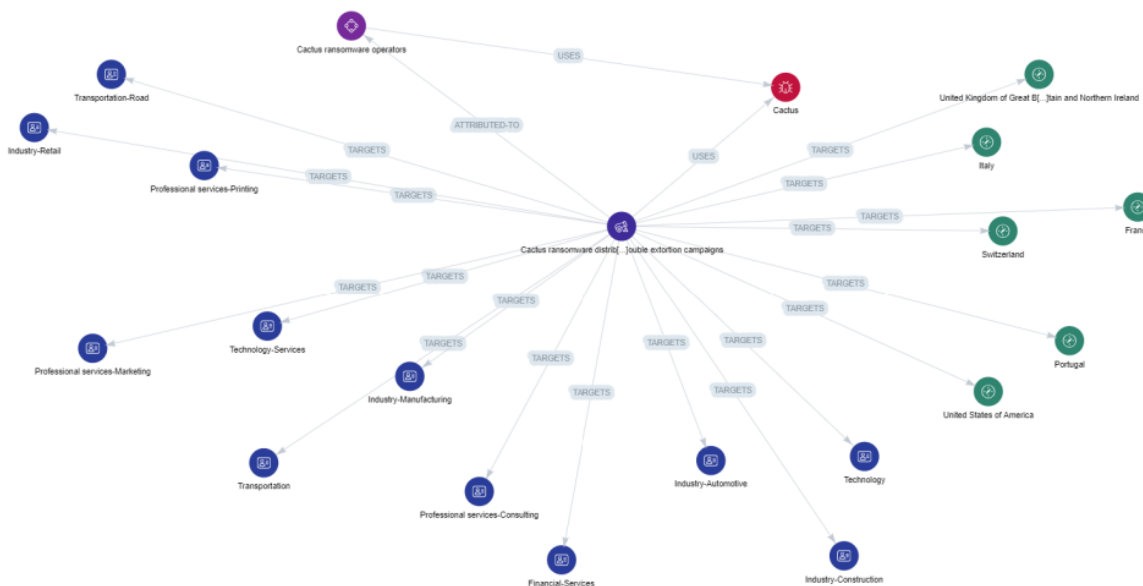 Cactus ransomware operators
USES
Transportation-Road
Cactus
United Kingdom of Great B[...]tain and Northern Ireland
ATTRIBUTED-TO
Industry-Retail
TARGETS
USES
TARGETS
Italy
Professional services-Printing
TARGETS
TARGETS
TARGETS
TARGETS
TARGETS
Franc
Cactus ransomware distrib[...]ouble extortion campaigns
Switzerland
TARGETS
TARGETS
TARGETS
TARGETS
TARGETS
Technology-Services
TARGETS
TARGETS
TARGETS
Professional services-Marketing
Portugal
TARGETS
Industry-Manufacturing
TARGETS
TARGETS
TARGETS
United States of America
Transportation
Industry-Automotive
Technology
Professional services-Consulting
Financial-Services
Industry-Construction